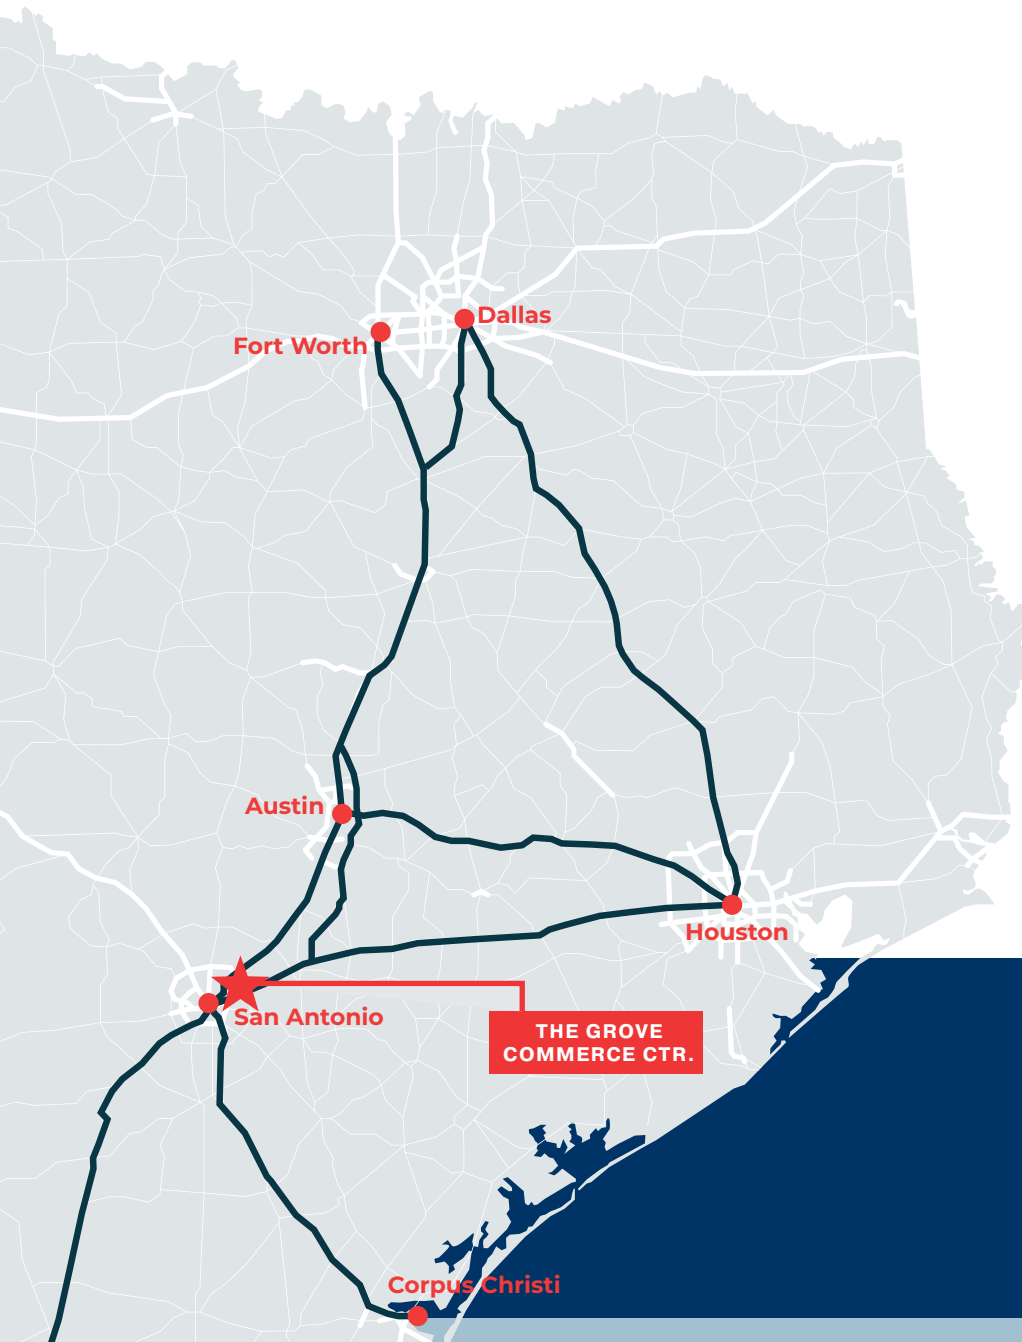 Dallas
Fort Worth
Austin
Houston
San Antonio
THE GROVE
COMMERCE CTR.
Corpus Christi